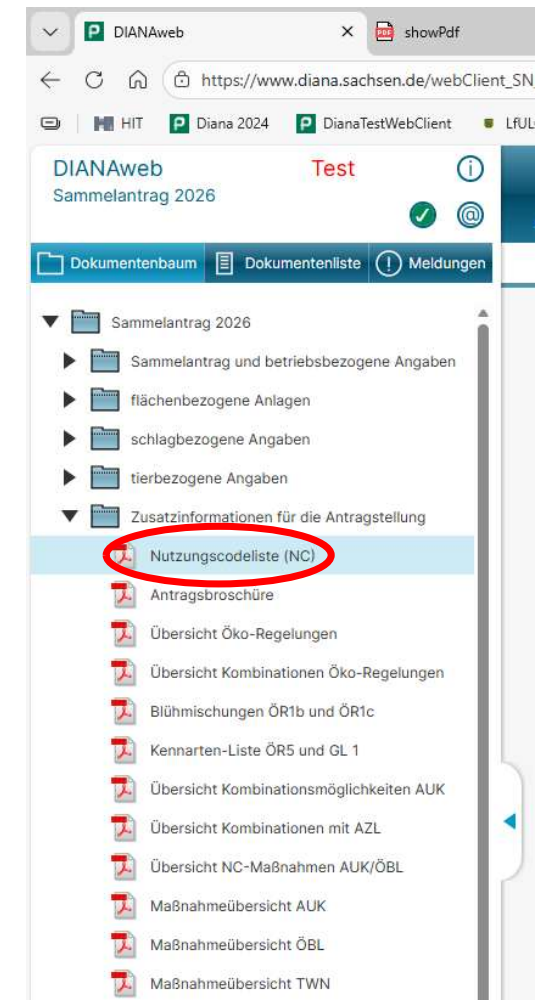 DIANAweb
showPdf
https://www.diana.sachsen.de/webClient_SN
HIT Diana 2024 DianaTestWebClient LfUL
DIANAweb Test
Sammelantrag 2026
Dokumentenbaum Dokumentenliste Meldungen
Sammelantrag 2026
Sammelantrag und betriebsbezogene Angaben
flächenbezogene Anlagen
schlagbezogene Angaben
tierbezogene Angaben
Zusatzinformationen für die Antragstellung
Nutzungscodeliste (NC)
Antragsbroschüre
Übersicht Öko-Regelungen
Übersicht Kombinationen Öko-Regelungen
Blühmischungen ÖR1b und ÖR1c
Kennarten-Liste ÖR5 und GL 1
Übersicht Kombinationsmöglichkeiten AUK
Übersicht Kombinationen mit AZL
Übersicht NC-Maßnahmen AUK/ÖBL
Maßnahmeübersicht AUK
Maßnahmeübersicht ÖBL
Maßnahmeübersicht TWN